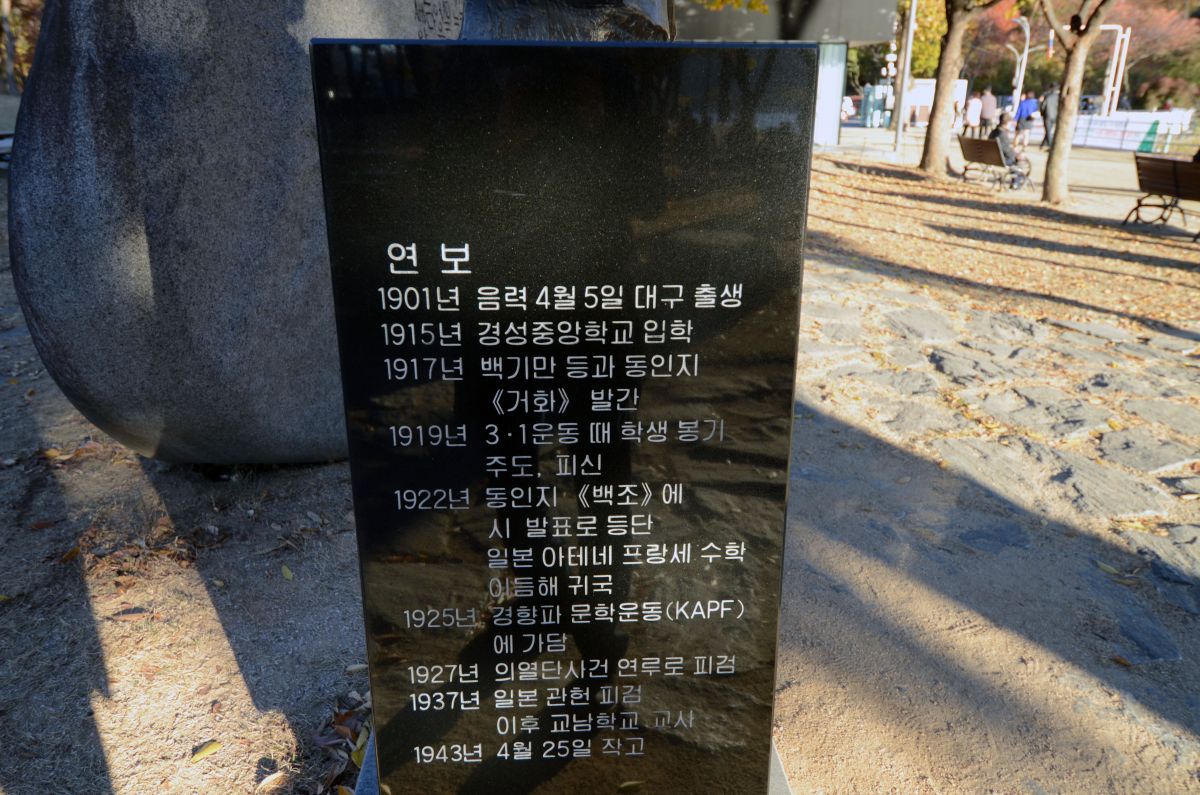 연 보
1901년 음력 4월 5일 대구 출생
1915년 경성중앙학교 입학
1917년 백기만 등과 동인지
《거화》 발간
1919년 3·1운동 때 학생 봉기
주도, 피신
1922년 동인지 《백조》에
시 발표로 등단
일본 아테네 프랑세 수학
이듬해 귀국
1925년 경향파 문학운동(KAPF)
에 가담
1927년 의열단사건 연루로 피검
1937년 일본 관헌 피검
이후 교남학교 교사
1943년 4월 25일 작고